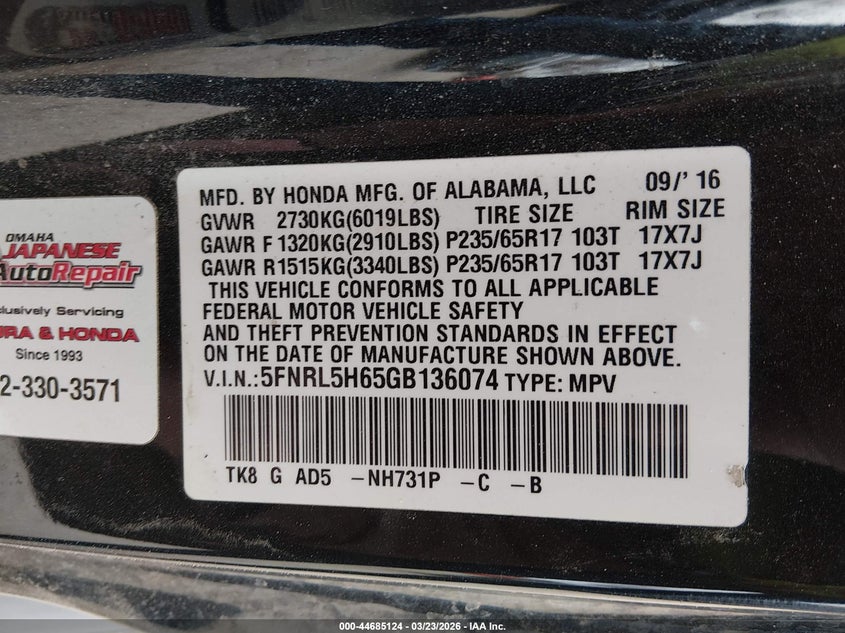 OMAHA
JAPANESE
AutoRepair
clusively Servicing
RA & HONDA
Since 1993
2-330-3571
MFD. BY HONDA MFG. OF ALABAMA, LLC 09/' 16
GVWR 2730KG(6019LBS) TIRE SIZE RIM SIZE
GAWR F 1320KG(2910LBS) P235/65R17 103T 17X7J
GAWR R1515KG(3340LBS) P235/65R17 103T 17X7J
THIS VEHICLE CONFORMS TO ALL APPLICABLE
FEDERAL MOTOR VEHICLE SAFETY
AND THEFT PREVENTION STANDARDS IN EFFECT
ON THE DATE OF MANUFACTURE SHOWN ABOVE.
V.I.N.:5FNRL5H65GB136074 TYPE: MPV
TK8 G AD5 -NH731P -C -B
000-44685124 - 03/23/2026 - IAA Inc.